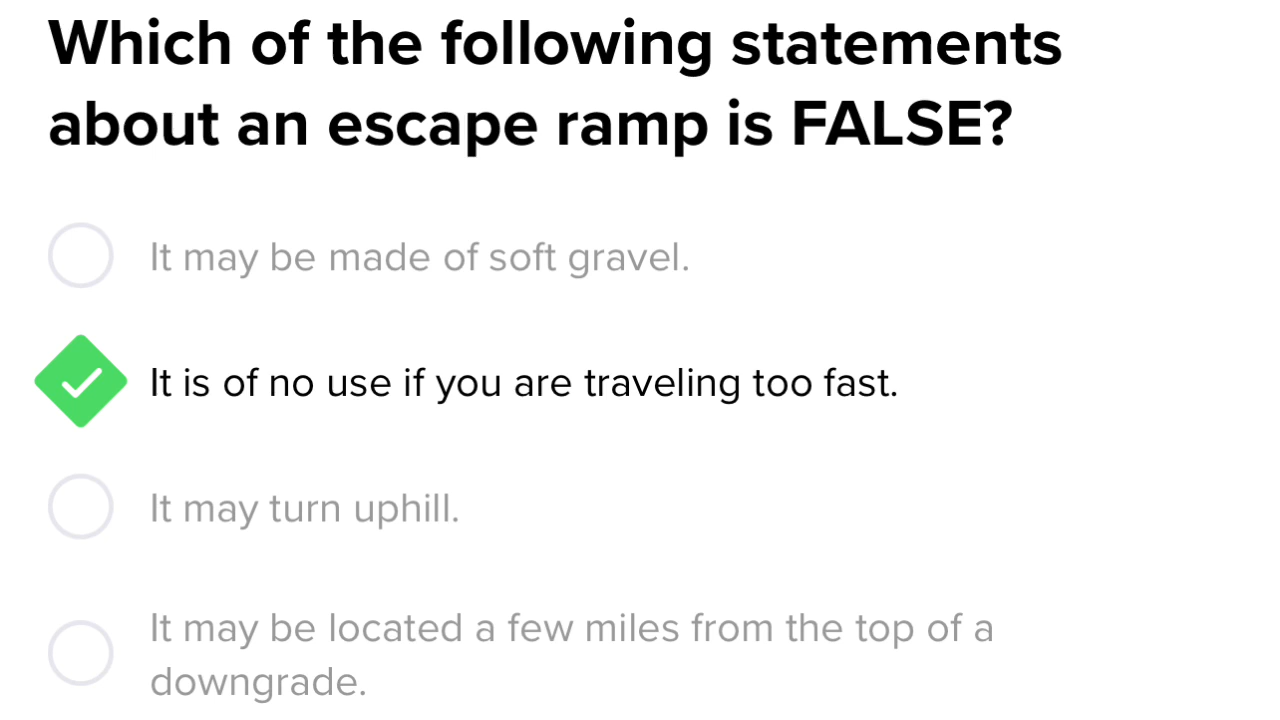 Which of the following statements
about an escape ramp is FALSE?
It may be made of soft gravel.
It is of no use if you are traveling too fast.
It may turn uphill.
It may be located a few miles from the top of a
downgrade.